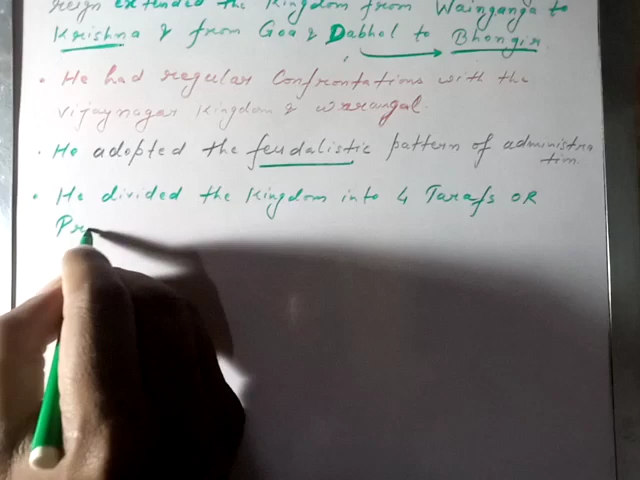 reign extended the Kingdom from Wainganga to
Krishna & from Goa & Dabhol to Bhongir.
• He had regular Confrontations with the
Vijaynagar Kingdom & Warangal.
• He adopted the feudalistic pattern of administra
tion.
• He divided the Kingdom into 4 Tarafs OR
Pr